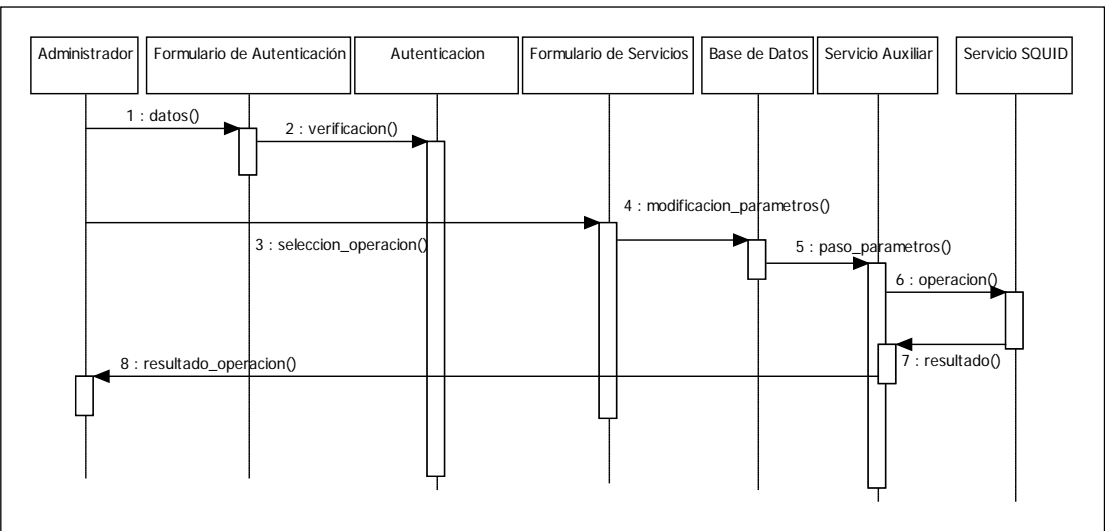 Administrador
Formulario de Autenticación
Autenticacion
Formulario de Servicios
Base de Datos
Servicio Auxiliar
Servicio SQUID
1 : datos()
2 : verificacion()
3 : seleccion_operacion()
4 : modificacion_parametros()
5 : paso_parametros()
6 : operacion()
7 : resultado()
8 : resultado_operacion()